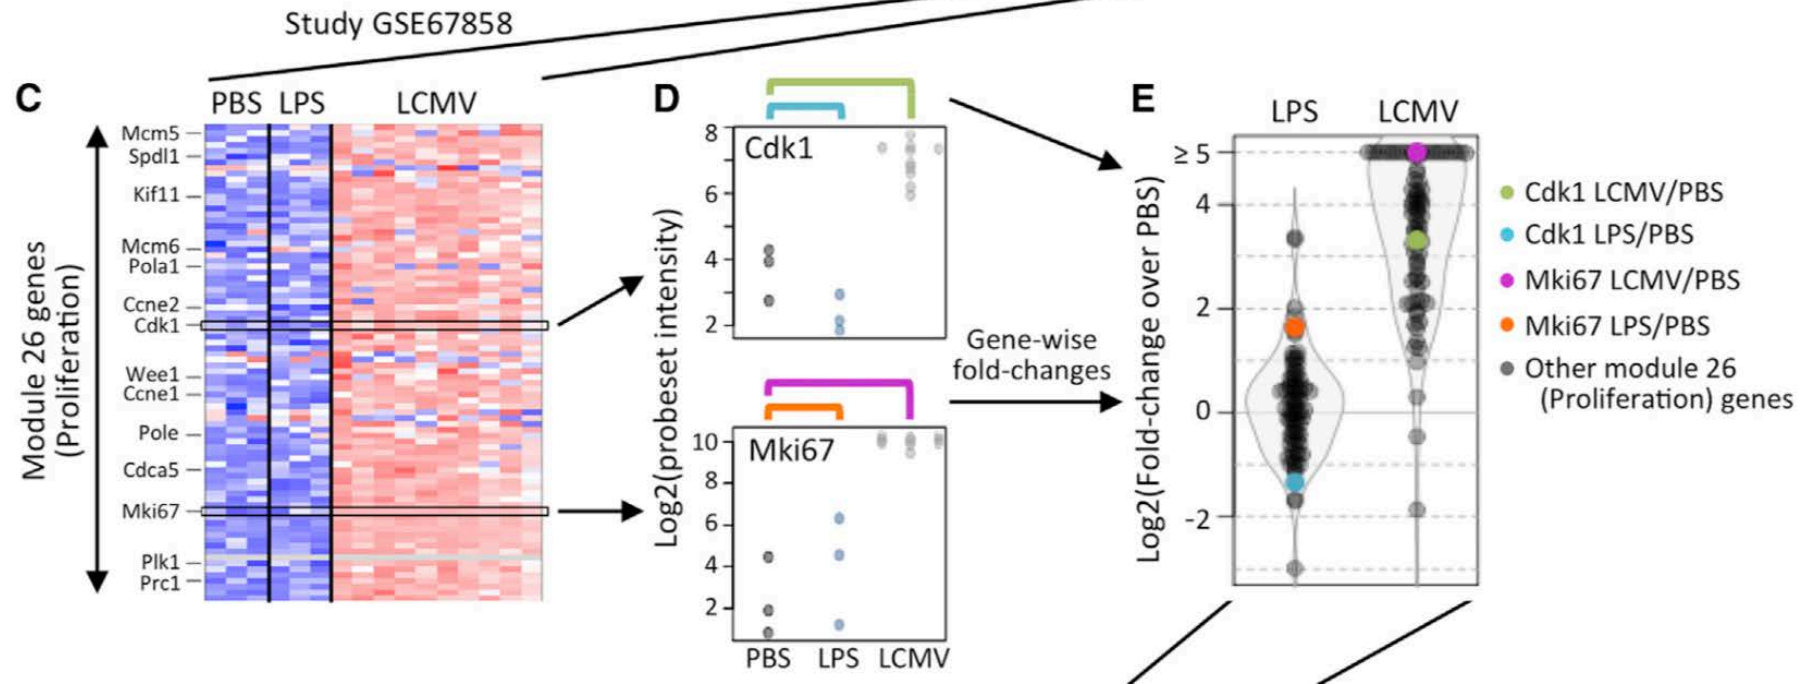 Study GSE67858
C
PBS LPS LCMV
Module 26 genes
(Proliferation)
Mcm5
Spdl1
Kif11
Mcm6
Pola1
Ccne2
Cdk1
Wee1
Ccne1
Pole
Cdca5
Mki67
Plk1
Prc1
D
Log2(probeset intensity)
Cdk1
8
6
4
2
Mki67
10
8
6
4
2
PBS LPS LCMV
Gene-wise
fold-changes
E
LPS LCMV
Log2(Fold-change over PBS)
≥ 5
4
2
0
-2
Cdk1 LCMV/PBS
Cdk1 LPS/PBS
Mki67 LCMV/PBS
Mki67 LPS/PBS
Other module 26
(Proliferation) genes